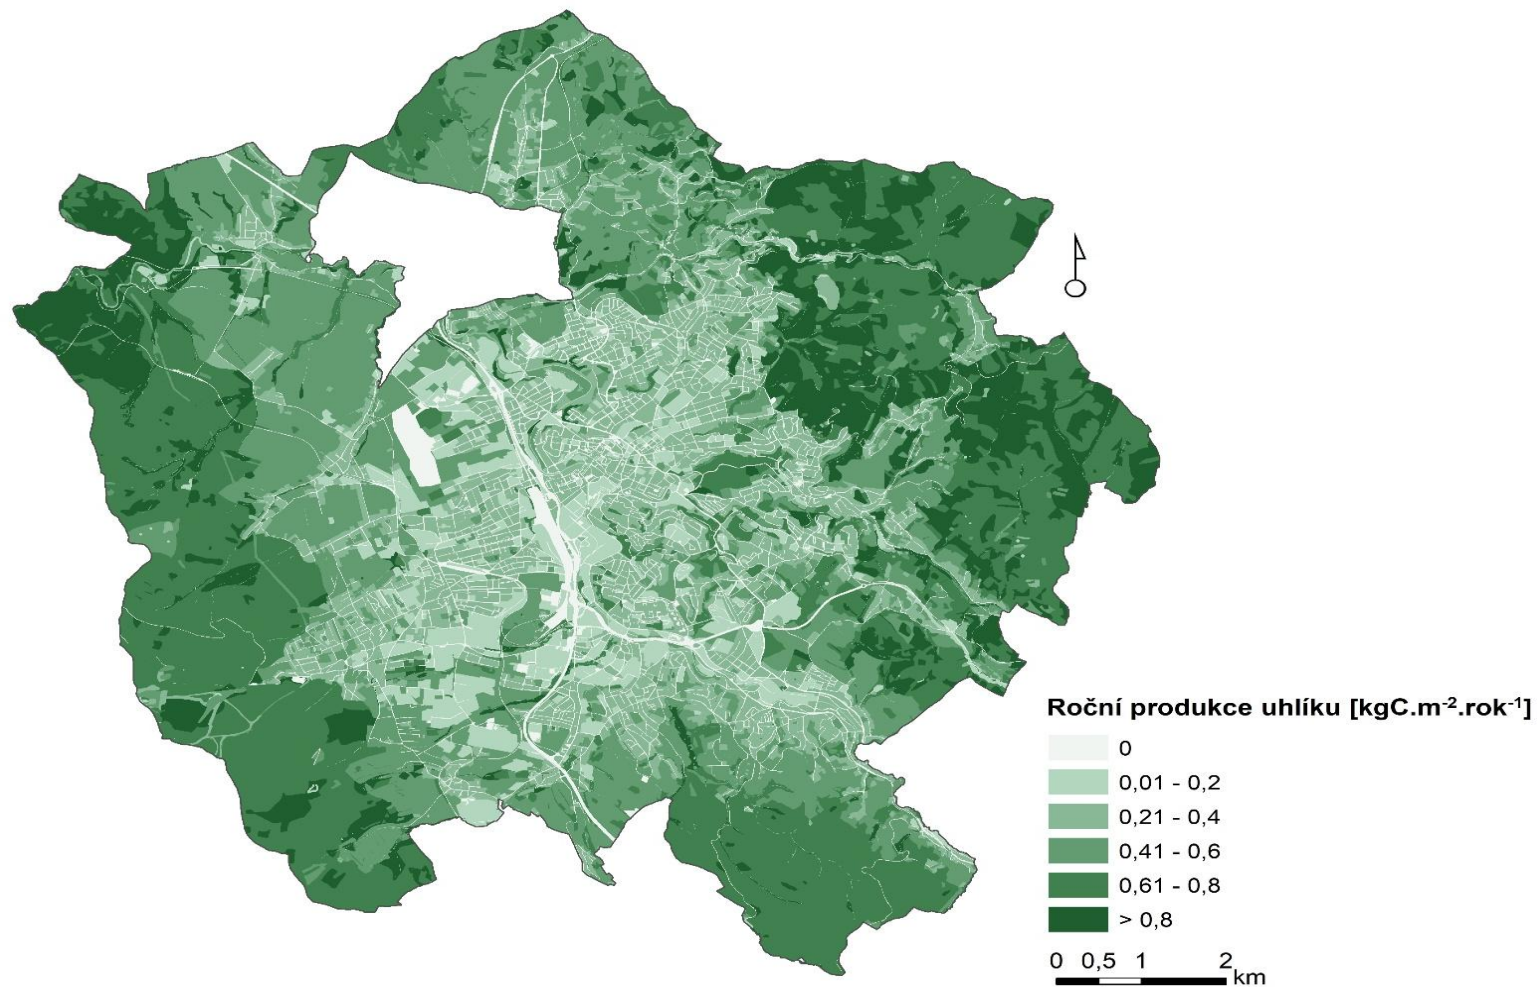 Roční produkce uhlíku [kgC.m⁻².rok⁻¹]
0
0,01 - 0,2
0,21 - 0,4
0,41 - 0,6
0,61 - 0,8
> 0,8
0 0,5 1 2
km